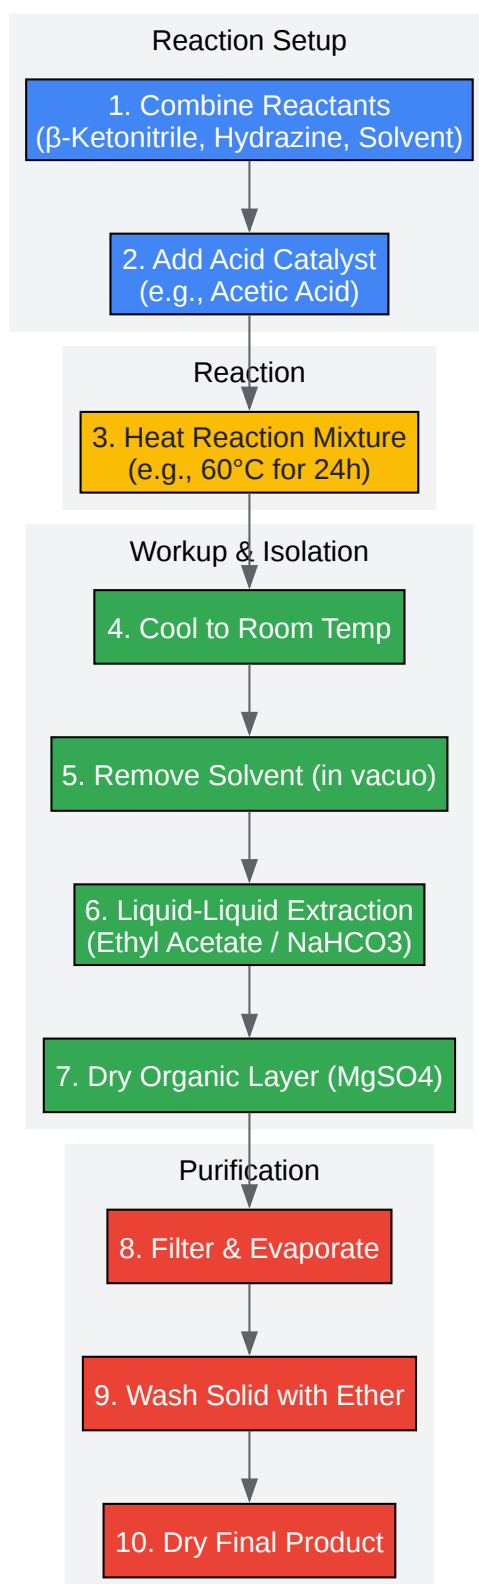 Reaction Setup
1. Combine Reactants
(β-Ketonitrile, Hydrazine, Solvent)
2. Add Acid Catalyst
(e.g., Acetic Acid)
Reaction
3. Heat Reaction Mixture
(e.g., 60°C for 24h)
Workup & Isolation
4. Cool to Room Temp
5. Remove Solvent (in vacuo)
6. Liquid-Liquid Extraction
(Ethyl Acetate / NaHCO3)
7. Dry Organic Layer (MgSO4)
Purification
8. Filter & Evaporate
9. Wash Solid with Ether
10. Dry Final Product